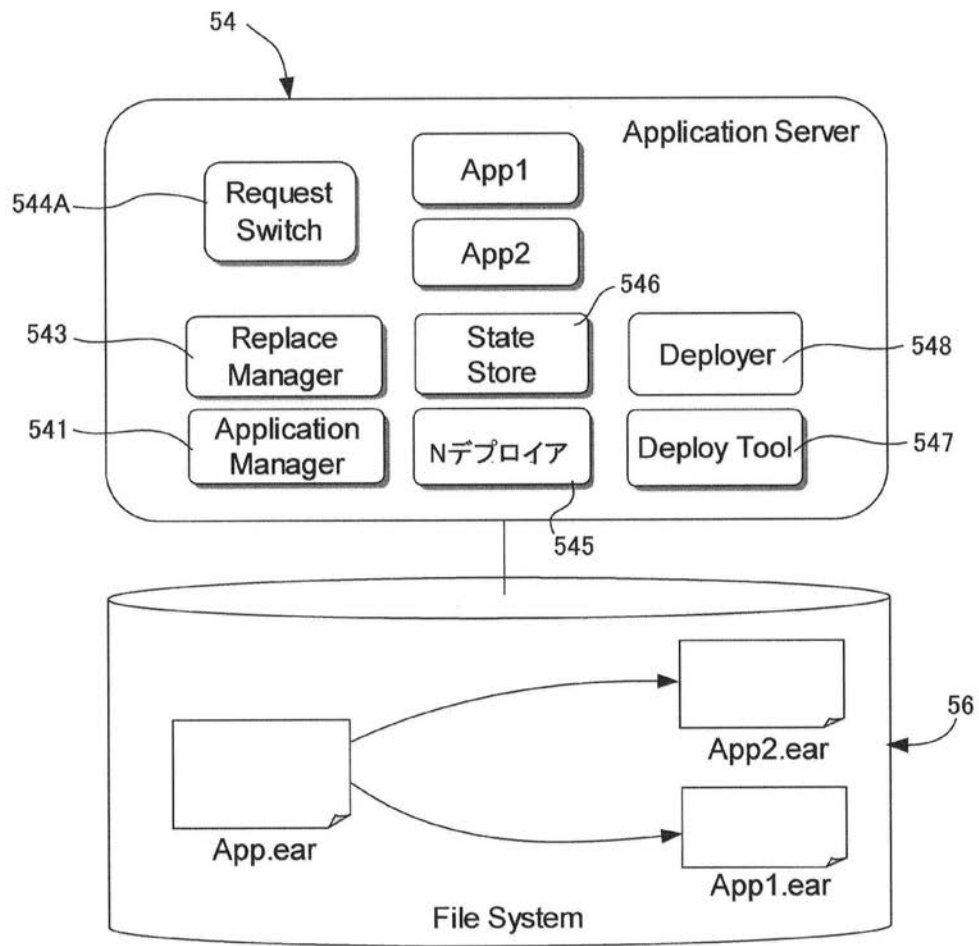 54
Application Server
544A
Request
Switch
App1
App2
546
543
Replace
Manager
State
Store
Deployer
548
541
Application
Manager
Nデプロイア
Deploy Tool
547
545
App2.ear
56
App.ear
App1.ear
File System